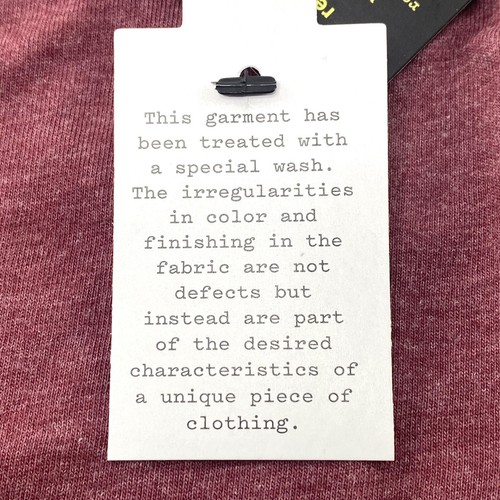 This garment has
been treated with
a special wash.
The irregularities
in color and
finishing in the
fabric are not
defects but
instead are part
of the desired
characteristics of
a unique piece of
clothing.